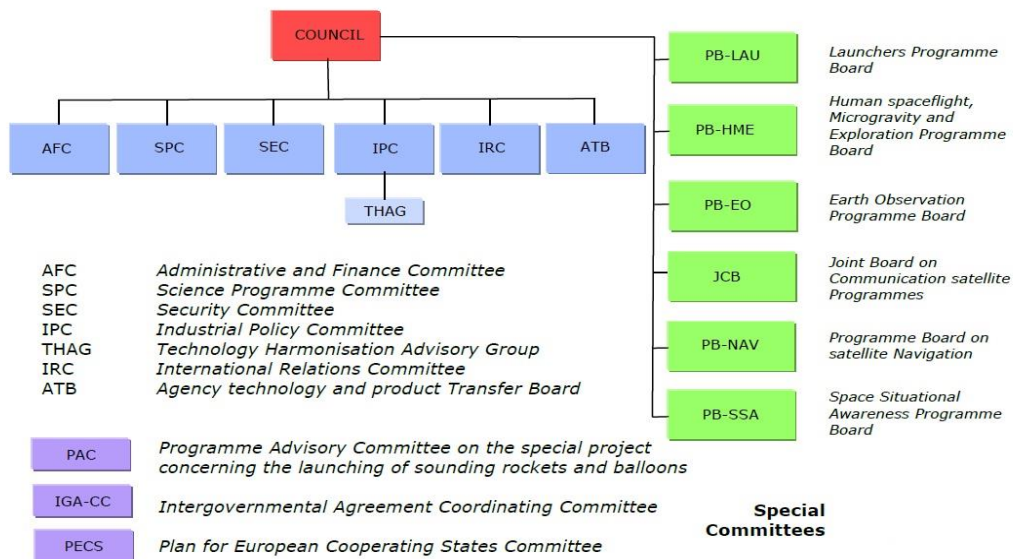 COUNCIL
PB-LAU
Launchers Programme
Board
PB-HME
Human spaceflight,
Microgravity and
Exploration Programme
Board
AFC
SPC
SEC
IPC
IRC
ATB
THAG
PB-EO
Earth Observation
Programme Board
JCB
Joint Board on
Communication satellite
Programmes
PB-NAV
Programme Board on
satellite Navigation
PB-SSA
Space Situational
Awareness Programme
Board
AFC Administrative and Finance Committee
SPC Science Programme Committee
SEC Security Committee
IPC Industrial Policy Committee
THAG Technology Harmonisation Advisory Group
IRC International Relations Committee
ATB Agency technology and product Transfer Board
PAC
Programme Advisory Committee on the special project
concerning the launching of sounding rockets and balloons
IGA-CC
Intergovernmental Agreement Coordinating Committee
PECS
Plan for European Cooperating States Committee
Special
Committees